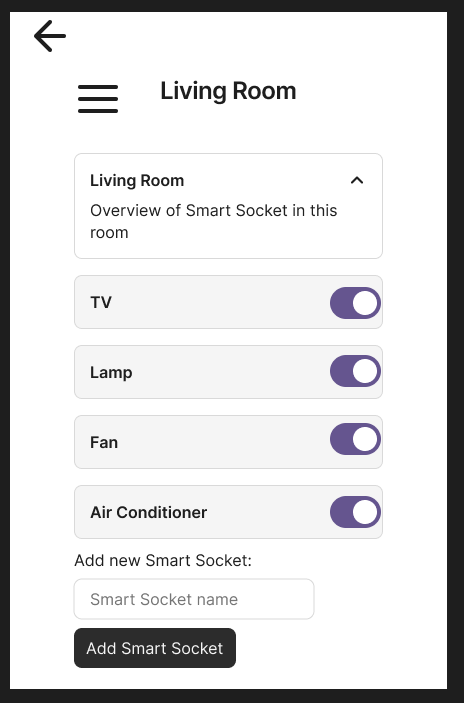 Living Room
Living Room
Overview of Smart Socket in this
room
TV
Lamp
Fan
Air Conditioner
Add new Smart Socket:
Smart Socket name
Add Smart Socket